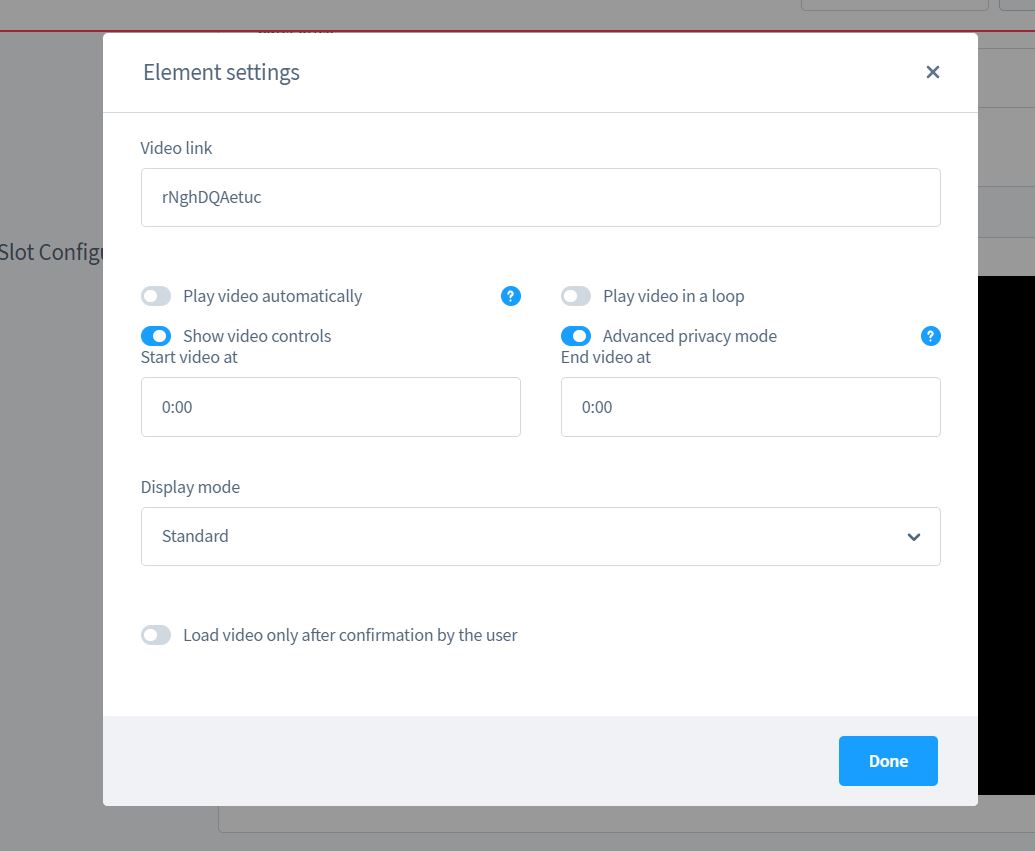 Element settings
Video link
rNghDQAetuc
Slot Configu
Play video automatically ? Play video in a loop
Show video controls Advanced privacy mode ?
Start video at End video at
0:00 0:00
Display mode
Standard
Load video only after confirmation by the user
Done